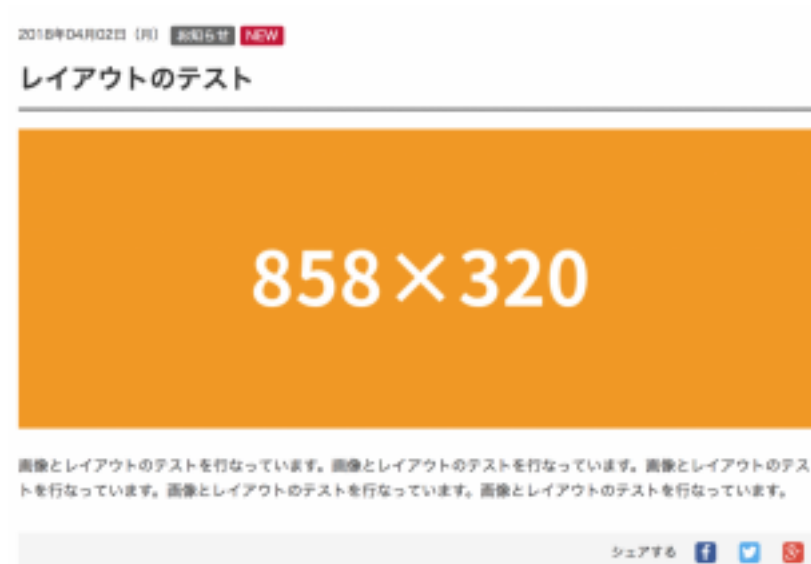 2018年04月02日（月） お知らせ NEW
レイアウトのテスト
858×320
画像とレイアウトのテストを行なっています。画像とレイアウトのテストを行なっています。画像とレイアウトのテス
トを行なっています。画像とレイアウトのテストを行なっています。画像とレイアウトのテストを行なっています。
シェアする